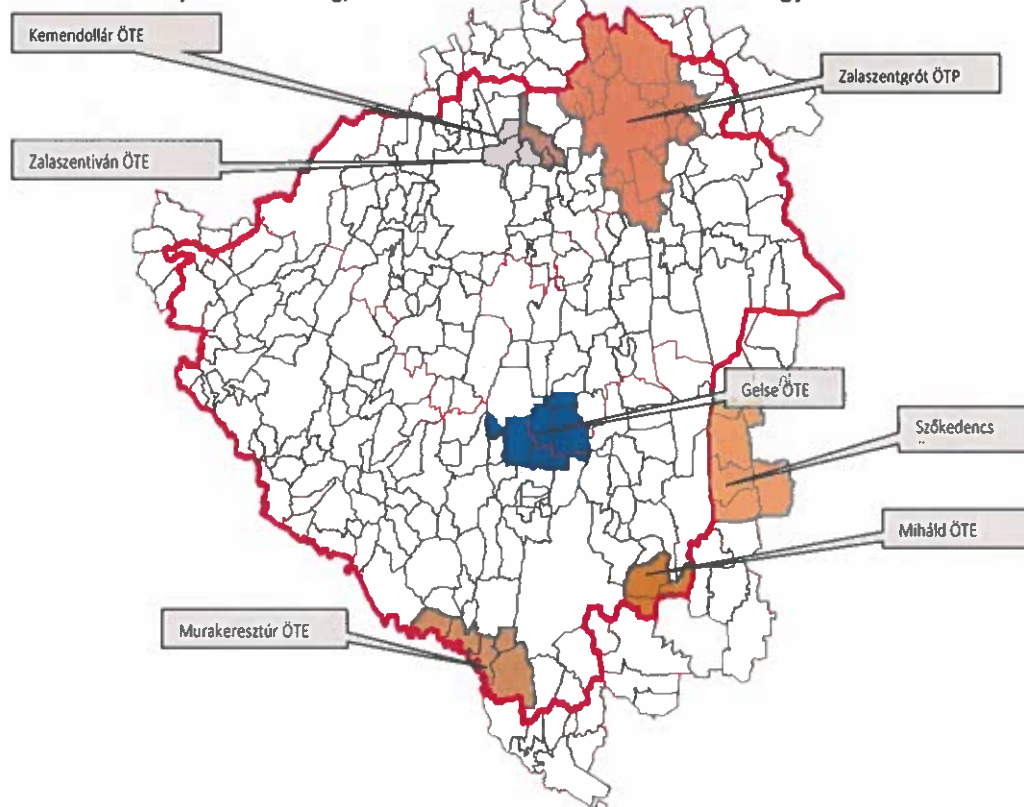 Kemendollár ÖTE
Zalaszentgrót ÖTP
Zalaszentiván ÖTE
Gelse ÖTE
Szőkedencs
Miháld ÖTE
Murakeresztúr ÖTE